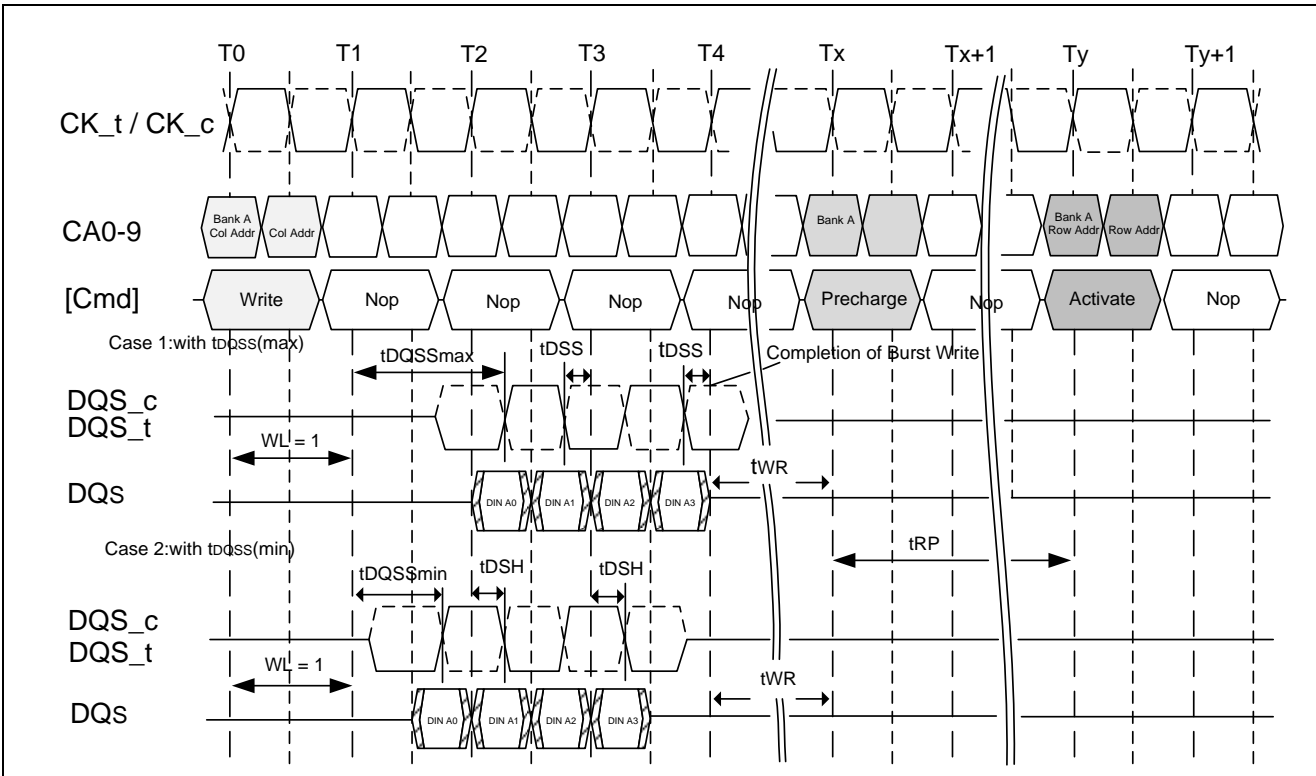 T0 T1 T2 T3 T4 Tx Tx+1 Ty Ty+1
CK_t / CK_c
CA0-9
Bank A
Col Addr
Col Addr
Bank A
Bank A
Row Addr
Row Addr
[Cmd]
Write
Nop
Nop
Nop
Nop
Precharge
Nop
Activate
Nop
Case 1:with tDQSS(max)
tDQSSmax
tDSS
tDSS
Completion of Burst Write
DQS_c
DQS_t
WL = 1
tWR
DQs
DIN A0
DIN A1
DIN A2
DIN A3
Case 2:with tDQSS(min)
tRP
tDQSSmin
tDSH
tDSH
DQS_c
DQS_t
WL = 1
tWR
DQs
DIN A0
DIN A1
DIN A2
DIN A3